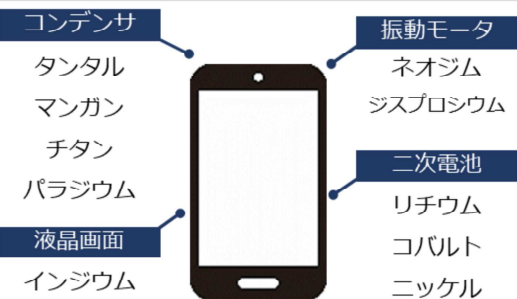 コンデンサ
タンタル
マンガン
チタン
パラジウム
液晶画面
インジウム
振動モータ
ネオジム
ジスプロシウム
二次電池
リチウム
コバルト
ニッケル